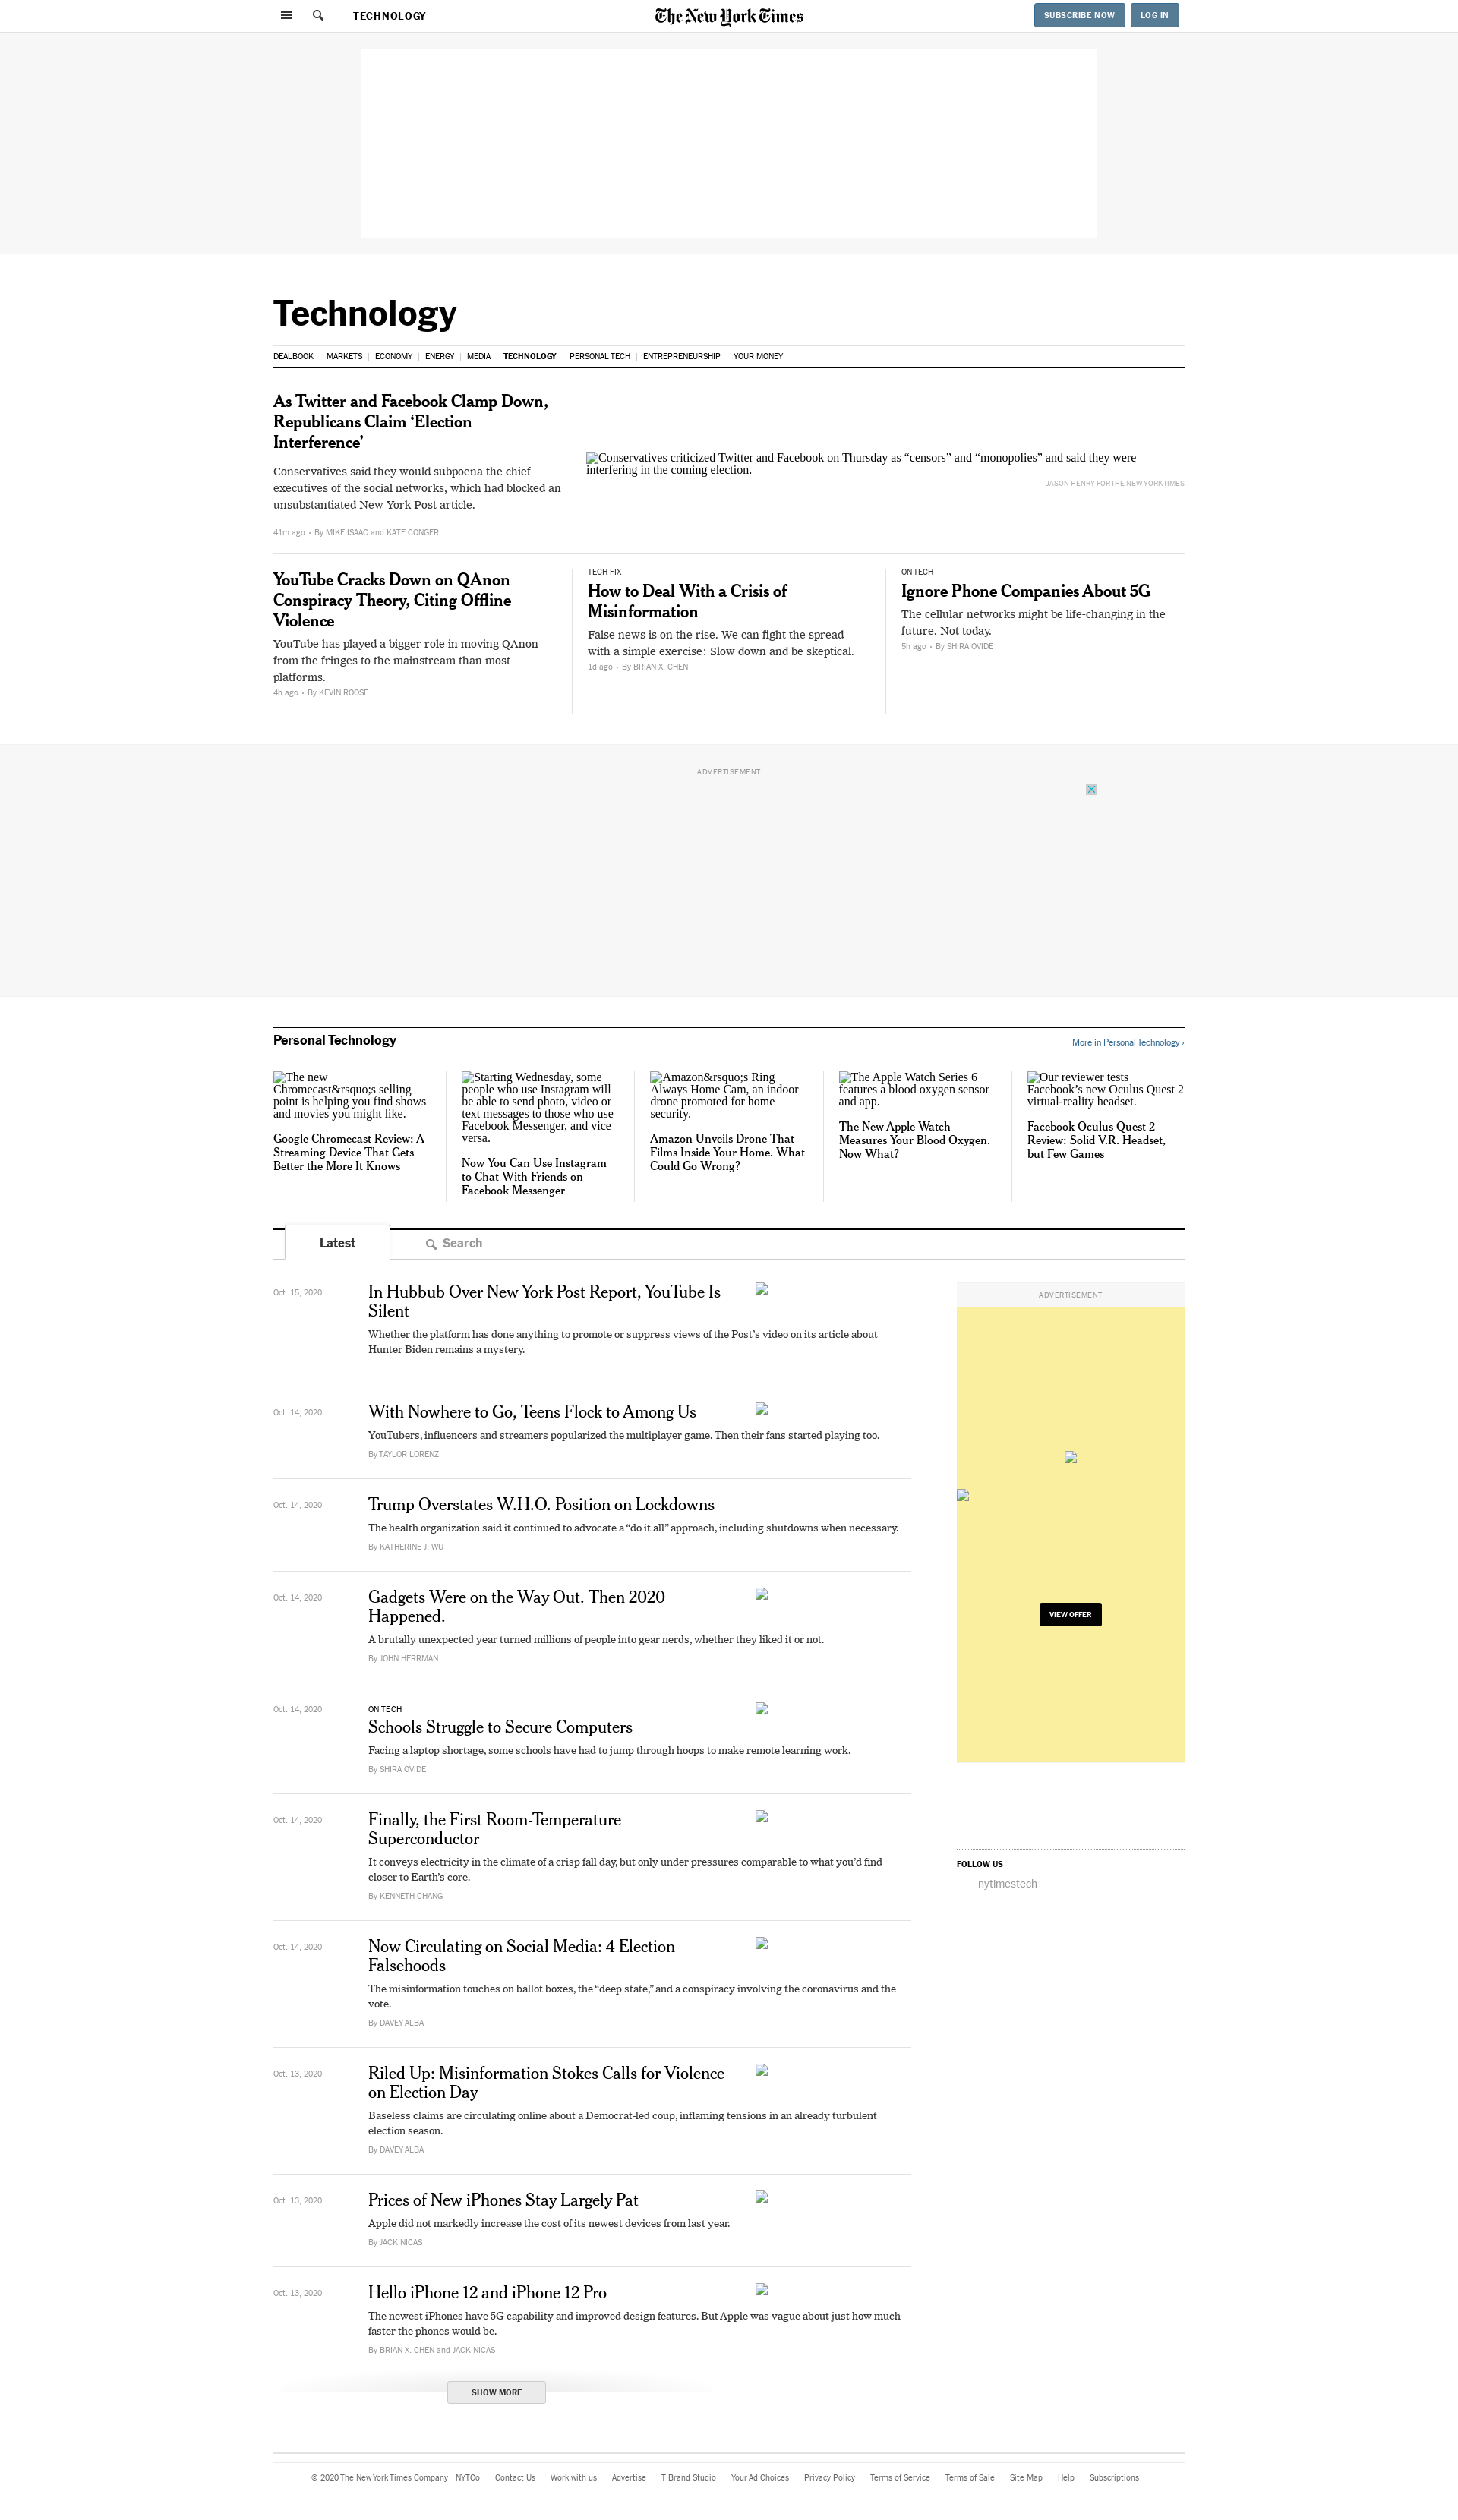 TECHNOLOGY
The New York Times
SUBSCRIBE NOW
LOG IN
Technology
DEALBOOK | MARKETS | ECONOMY | ENERGY | MEDIA | TECHNOLOGY | PERSONAL TECH | ENTREPRENEURSHIP | YOUR MONEY
As Twitter and Facebook Clamp Down,
Republicans Claim ‘Election
Interference’
Conservatives said they would subpoena the chief
executives of the social networks, which had blocked an
unsubstantiated New York Post article.
41m ago • By MIKE ISAAC and KATE CONGER
Conservatives criticized Twitter and Facebook on Thursday as “censors” and “monopolies” and said they were
interfering in the coming election.
JASON HENRY FOR THE NEW YORK TIMES
YouTube Cracks Down on QAnon
Conspiracy Theory, Citing Offline
Violence
YouTube has played a bigger role in moving QAnon
from the fringes to the mainstream than most
platforms.
4h ago • By KEVIN ROOSE
TECH FIX
How to Deal With a Crisis of
Misinformation
False news is on the rise. We can fight the spread
with a simple exercise: Slow down and be skeptical.
1d ago • By BRIAN X. CHEN
ON TECH
Ignore Phone Companies About 5G
The cellular networks might be life-changing in the
future. Not today.
5h ago • By SHIRA OVIDE
ADVERTISEMENT
Personal Technology
More in Personal Technology ›
The new
Chromecast&rsquo;s selling
point is helping you find shows
and movies you might like.
Google Chromecast Review: A
Streaming Device That Gets
Better the More It Knows
Starting Wednesday, some
people who use Instagram will
be able to send photo, video or
text messages to those who use
Facebook Messenger, and vice
versa.
Now You Can Use Instagram
to Chat With Friends on
Facebook Messenger
Amazon&rsquo;s Ring
Always Home Cam, an indoor
drone promoted for home
security.
Amazon Unveils Drone That
Films Inside Your Home. What
Could Go Wrong?
The Apple Watch Series 6
features a blood oxygen sensor
and app.
The New Apple Watch
Measures Your Blood Oxygen.
Now What?
Our reviewer tests
Facebook’s new Oculus Quest 2
virtual-reality headset.
Facebook Oculus Quest 2
Review: Solid V.R. Headset,
but Few Games
Latest
Search
Oct. 15, 2020
In Hubbub Over New York Post Report, YouTube Is
Silent
Whether the platform has done anything to promote or suppress views of the Post’s video on its article about
Hunter Biden remains a mystery.
Oct. 14, 2020
With Nowhere to Go, Teens Flock to Among Us
YouTubers, influencers and streamers popularized the multiplayer game. Then their fans started playing too.
By TAYLOR LORENZ
Oct. 14, 2020
Trump Overstates W.H.O. Position on Lockdowns
The health organization said it continued to advocate a “do it all” approach, including shutdowns when necessary.
By KATHERINE J. WU
Oct. 14, 2020
Gadgets Were on the Way Out. Then 2020
Happened.
A brutally unexpected year turned millions of people into gear nerds, whether they liked it or not.
By JOHN HERRMAN
Oct. 14, 2020
ON TECH
Schools Struggle to Secure Computers
Facing a laptop shortage, some schools have had to jump through hoops to make remote learning work.
By SHIRA OVIDE
Oct. 14, 2020
Finally, the First Room-Temperature
Superconductor
It conveys electricity in the climate of a crisp fall day, but only under pressures comparable to what you’d find
closer to Earth’s core.
By KENNETH CHANG
Oct. 14, 2020
Now Circulating on Social Media: 4 Election
Falsehoods
The misinformation touches on ballot boxes, the “deep state,” and a conspiracy involving the coronavirus and the
vote.
By DAVEY ALBA
Oct. 13, 2020
Riled Up: Misinformation Stokes Calls for Violence
on Election Day
Baseless claims are circulating online about a Democrat-led coup, inflaming tensions in an already turbulent
election season.
By DAVEY ALBA
Oct. 13, 2020
Prices of New iPhones Stay Largely Pat
Apple did not markedly increase the cost of its newest devices from last year.
By JACK NICAS
Oct. 13, 2020
Hello iPhone 12 and iPhone 12 Pro
The newest iPhones have 5G capability and improved design features. But Apple was vague about just how much
faster the phones would be.
By BRIAN X. CHEN and JACK NICAS
SHOW MORE
ADVERTISEMENT
VIEW OFFER
FOLLOW US
nytimestech
© 2020 The New York Times Company NYTCo Contact Us Work with us Advertise T Brand Studio Your Ad Choices Privacy Policy Terms of Service Terms of Sale Site Map Help Subscriptions